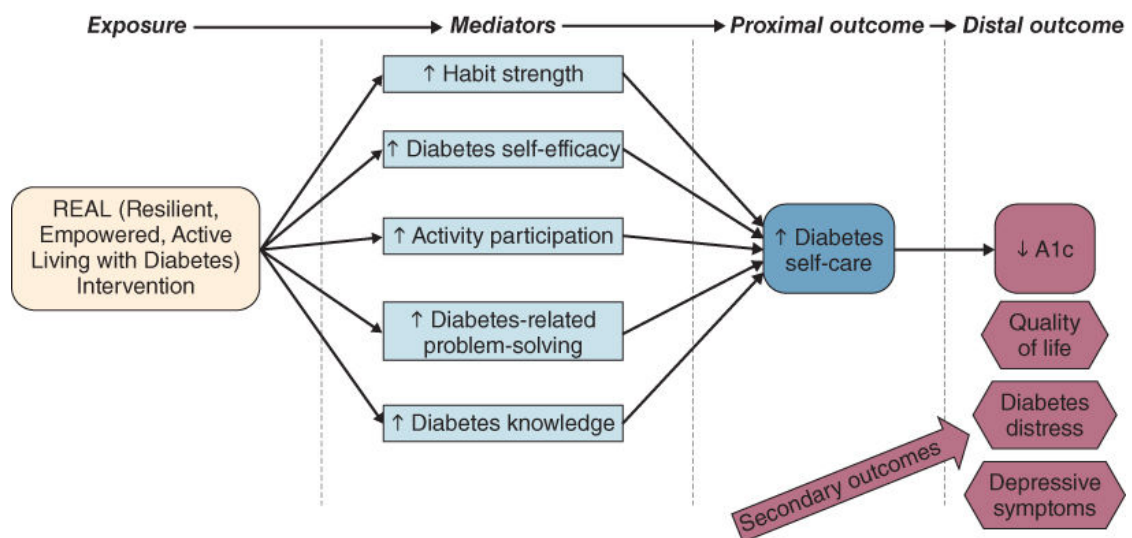 Exposure Mediators Proximal outcome Distal outcome
↑ Habit strength
↑ Diabetes self-efficacy
REAL (Resilient,
Empowered, Active
Living with Diabetes)
Intervention
↑ Activity participation
↑ Diabetes-related
problem-solving
↑ Diabetes knowledge
↑ Diabetes
self-care
↓ A1c
Quality
of life
Diabetes
distress
Depressive
symptoms
Secondary outcomes